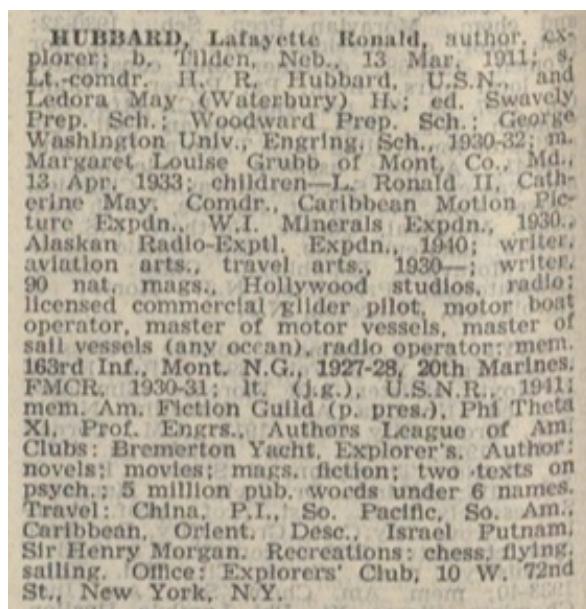 HUBBARD, Lafayette Ronald, author, ex-
plorer; b. Tilden, Neb., 13 Mar. 1911; s.
Lt.-comdr. H. R. Hubbard, U.S.N., and
Ledora May (Waterbury) H.; ed. Swavely
Prep. Sch.; Woodward Prep. Sch.; George
Washington Univ., Engring. Sch., 1930-32; m.
Margaret Louise Grubb of Mont. Co., Md.,
13 Apr. 1933; children—L. Ronald II, Cath-
erine May. Comdr., Caribbean Motion Pic-
ture Expdn., W.I. Minerals Expdn., 1930.,
Alaskan Radio-Exptl. Expdn., 1940; writer,
aviation arts., travel arts., 1930—; writer,
90 nat. mags., Hollywood studios, radio;
licensed commercial glider pilot, motor boat
operator, master of motor vessels, master of
sail vessels (any ocean), radio operator; mem.
163rd Inf., Mont. N.G., 1927-28, 20th Marines,
FMCR, 1930-31; lt. (j.g.), U.S.N.R., 1941;
mem. Am. Fiction Guild (p. pres.), Phi Theta
Xi, Prof. Engrs., Authors League of Am.
Clubs: Bremerton Yacht, Explorer's. Author:
novels; movies; mags. fiction; two texts on
psych.; 5 million pub. words under 6 names.
Travel: China, P.I., So. Pacific, So. Am.,
Caribbean, Orient. Desc., Israel Putnam,
Sir Henry Morgan. Recreations: chess, flying,
sailing. Office: Explorers' Club, 10 W. 72nd
St., New York, N.Y.